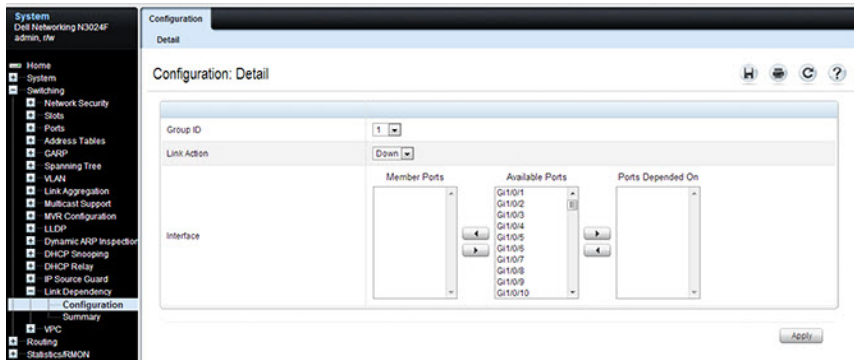 System
Dell Networking N3024F
admin, r/w
Home
System
Switching
Network Security
Slots
Ports
Address Tables
GARP
Spanning Tree
VLAN
Link Aggregation
Multicast Support
MVR Configuration
LLDP
Dynamic ARP Inspection
DHCP Snooping
DHCP Relay
IP Source Guard
Link Dependency
Configuration
Summary
VPC
Routing
Statistics/RMON
Configuration
Detail
Configuration: Detail
Group ID
1
Link Action
Down
Interface
Member Ports
Available Ports
Gi1/0/1
Gi1/0/2
Gi1/0/3
Gi1/0/4
Gi1/0/5
Gi1/0/6
Gi1/0/7
Gi1/0/8
Gi1/0/9
Gi1/0/10
Ports Depended On
Apply